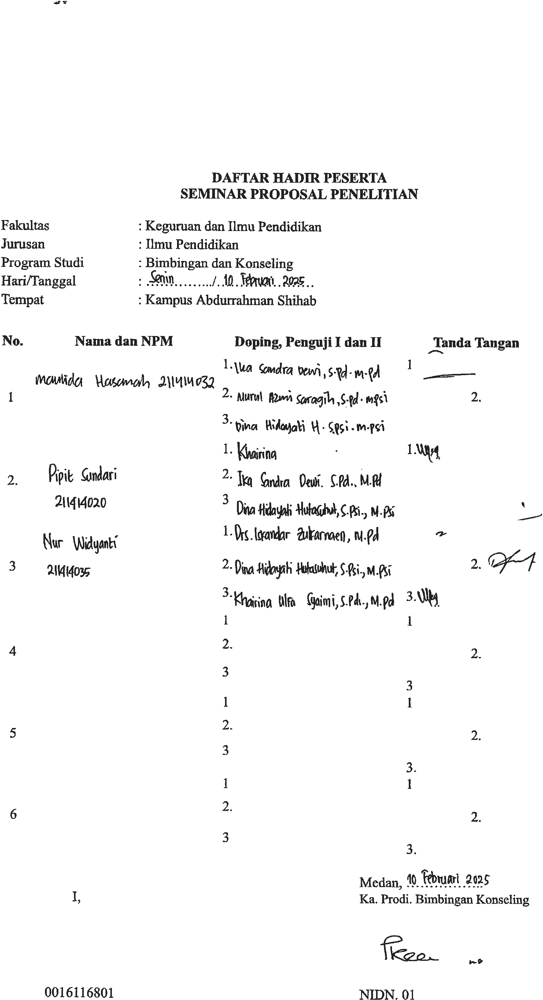 DAFTAR HADIR PESERTA
SEMINAR PROPOSAL PENELITIAN
Fakultas : Keguruan dan Ilmu Pendidikan
Jurusan : Ilmu Pendidikan
Program Studi : Bimbingan dan Konseling
Hari/Tanggal : Senin / 10 Februari 2025
Tempat : Kampus Abdurrahman Shihab
No. Nama dan NPM Doping, Penguji I dan II Tanda Tangan
1. Ika Sandra Dewi, S.Pd. M.Pd 1
Maulida Hasanah 211414032
1 2. Nurul Azmi Saragih, S.Pd. MPsi 2.
3. Dina Hidayati H. S.Psi. M.Psi
1. Khairina 1.
2. Pipit Sundari 2. Ika Sandra Dewi. S.Pd., M.Pd
211414020 3 Dina Hidayati Hutasuhut, S.Psi., M.Psi
1. Drs. Iskandar Zulkarnaen, M.Pd
Nur Widyanti
3 211414035 2. Dina Hidayati Hutasuhut, S.Psi., M.Psi 2.
3. Khairina Ulfa Syaimi, S.Pdi., M.Pd 3.
1 1
4 2. 2.
3
3
1 1
5 2. 2.
3
3.
1 1
6 2. 2.
3
3.
Medan, 10 Februari 2025
I, Ka. Prodi. Bimbingan Konseling
0016116801 NIDN. 01